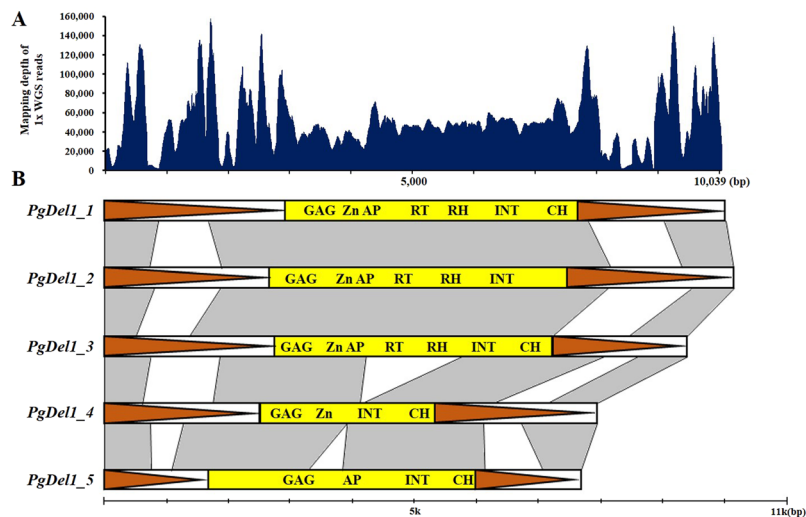 A
Mapping depth of
1x WGS reads
160,000
140,000
120,000
100,000
80,000
60,000
40,000
20,000
0
5,000
10,039 (bp)
B
PgDel1_1 GAG Zn AP RT RH INT CH
PgDel1_2 GAG Zn AP RT RH INT
PgDel1_3 GAG Zn AP RT RH INT CH
PgDel1_4 GAG Zn INT CH
PgDel1_5 GAG AP INT CH
5k
11k(bp)